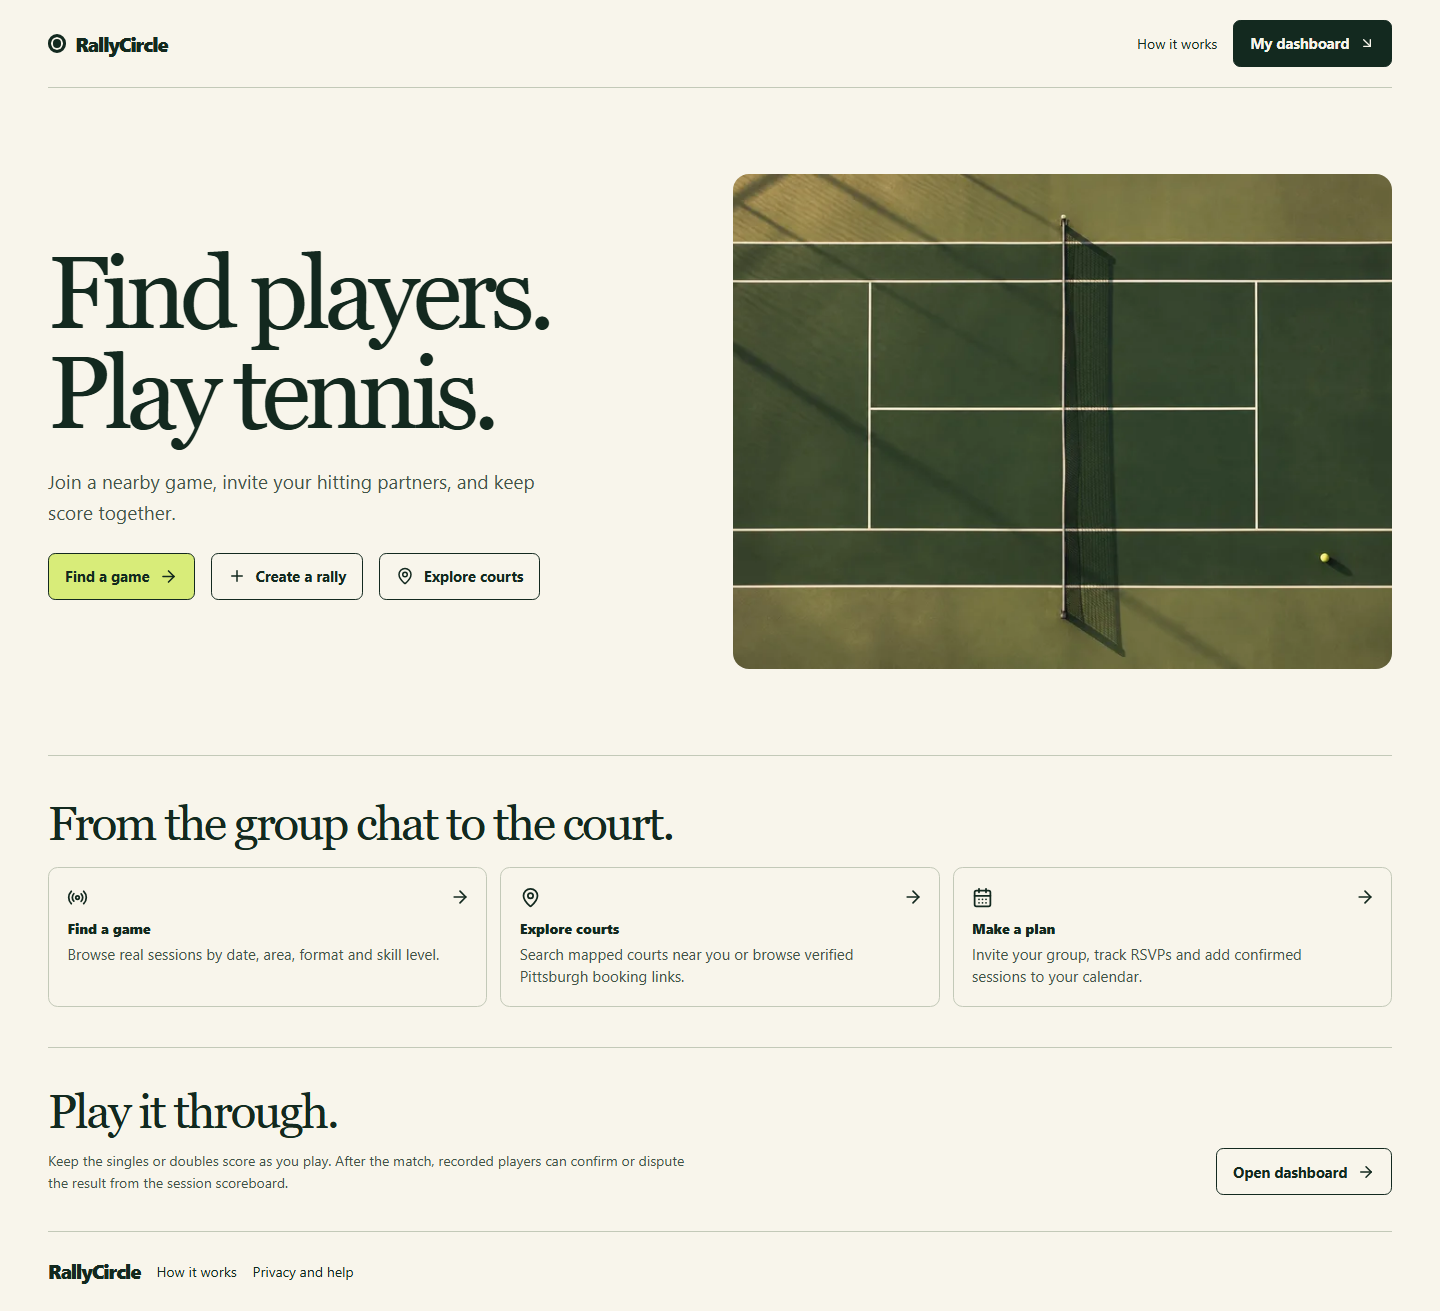 RallyCircle
How it works
My dashboard
Find players.
Play tennis.
Join a nearby game, invite your hitting partners, and keep
score together.
Find a game
Create a rally
Explore courts
From the group chat to the court.
Find a game
Browse real sessions by date, area, format and skill level.
Explore courts
Search mapped courts near you or browse verified
Pittsburgh booking links.
Make a plan
Invite your group, track RSVPs and add confirmed
sessions to your calendar.
Play it through.
Keep the singles or doubles score as you play. After the match, recorded players can confirm or dispute
the result from the session scoreboard.
Open dashboard
RallyCircle
How it works
Privacy and help